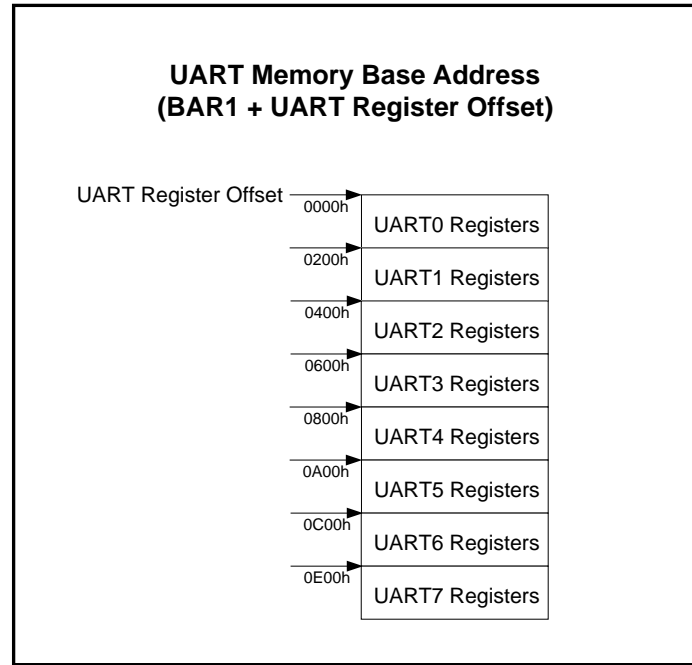 UART Memory Base Address
(BAR1 + UART Register Offset)
UART Register Offset
0000h
UART0 Registers
0200h
UART1 Registers
0400h
UART2 Registers
0600h
UART3 Registers
0800h
UART4 Registers
0A00h
UART5 Registers
0C00h
UART6 Registers
0E00h
UART7 Registers